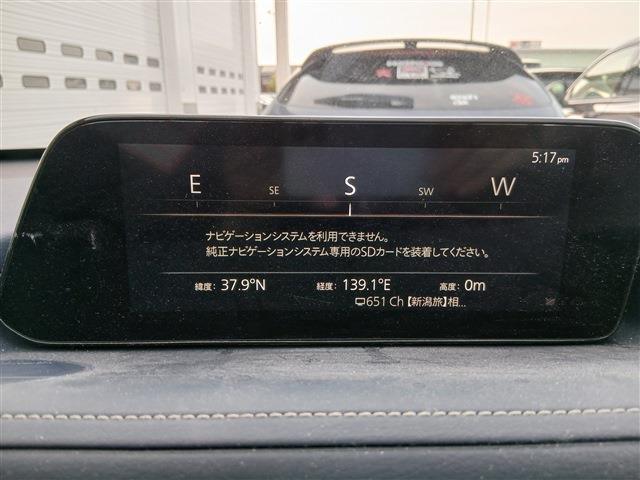 5:17 pm
E SE S SW W
ナビゲーションシステムを利用できません。
純正ナビゲーションシステム専用のSDカードを装着してください。
緯度: 37.9°N 経度: 139.1°E 高度: 0m
651 Ch【新潟旅】相...